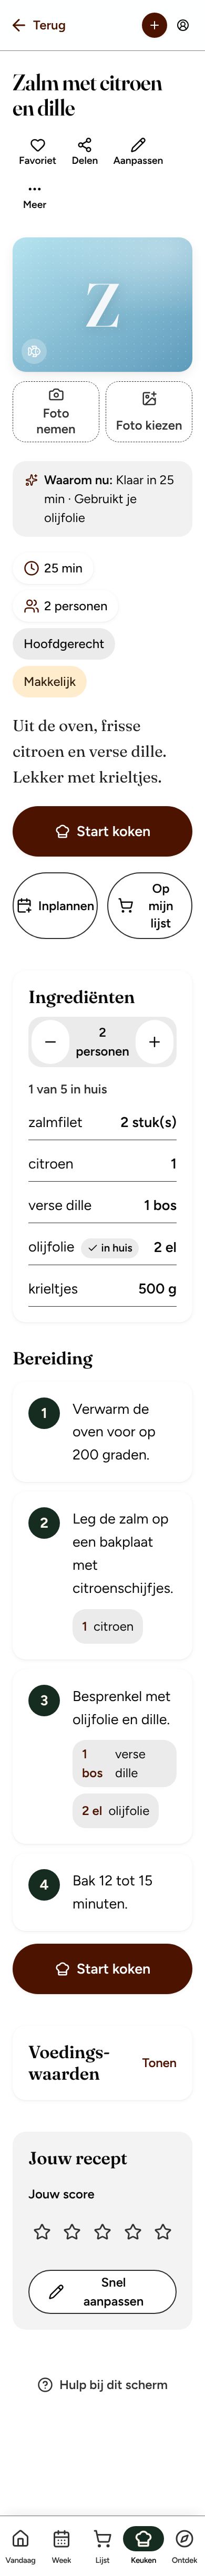 Terug
Zalm met citroen
en dille
Favoriet
Delen
Aanpassen
Meer
Z
Foto
nemen
Foto kiezen
Waarom nu: Klaar in 25
min · Gebruikt je
olijfolie
25 min
2 personen
Hoofdgerecht
Makkelijk
Uit de oven, frisse
citroen en verse dille.
Lekker met krieltjes.
Start koken
Inplannen
Op
mijn
lijst
Ingrediënten
2
personen
1 van 5 in huis
zalmfilet 2 stuk(s)
citroen 1
verse dille 1 bos
olijfolie in huis 2 el
krieltjes 500 g
Bereiding
1 Verwarm de
oven voor op
200 graden.
2 Leg de zalm op
een bakplaat
met
citroenschijfjes.
1 citroen
3 Besprenkel met
olijfolie en dille.
1 verse
bos dille
2 el olijfolie
4 Bak 12 tot 15
minuten.
Start koken
Voedings-
waarden
Tonen
Jouw recept
Jouw score
Snel
aanpassen
Hulp bij dit scherm
Vandaag Week Lijst Keuken Ontdek